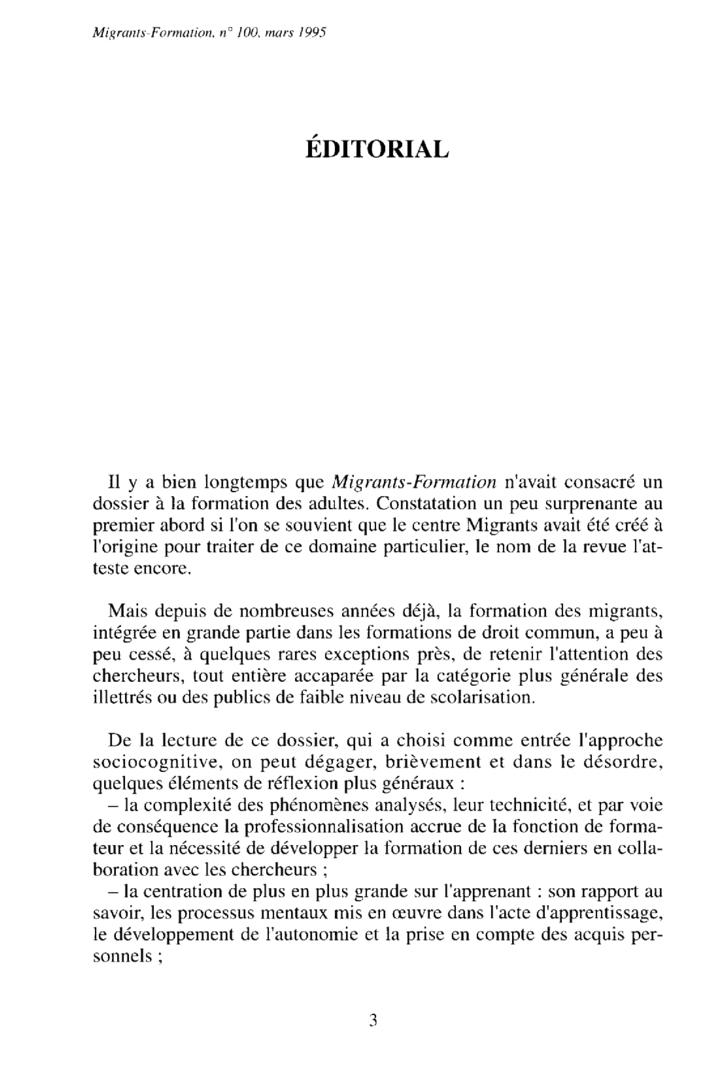 Migrants-Formation, n° 100, mars 1995
ÉDITORIAL
Il y a bien longtemps que Migrants-Formation n'avait consacré un
dossier à la formation des adultes. Constatation un peu surprenante au
premier abord si l'on se souvient que le centre Migrants avait été créé à
l'origine pour traiter de ce domaine particulier, le nom de la revue l'at-
teste encore.
Mais depuis de nombreuses années déjà, la formation des migrants,
intégrée en grande partie dans les formations de droit commun, a peu à
peu cessé, à quelques rares exceptions près, de retenir l'attention des
chercheurs, tout entière accaparée par la catégorie plus générale des
illettrés ou des publics de faible niveau de scolarisation.
De la lecture de ce dossier, qui a choisi comme entrée l'approche
sociocognitive, on peut dégager, brièvement et dans le désordre,
quelques éléments de réflexion plus généraux :
– la complexité des phénomènes analysés, leur technicité, et par voie
de conséquence la professionnalisation accrue de la fonction de forma-
teur et la nécessité de développer la formation de ces derniers en colla-
boration avec les chercheurs ;
– la centration de plus en plus grande sur l'apprenant : son rapport au
savoir, les processus mentaux mis en œuvre dans l'acte d'apprentissage,
le développement de l'autonomie et la prise en compte des acquis per-
sonnels ;
3